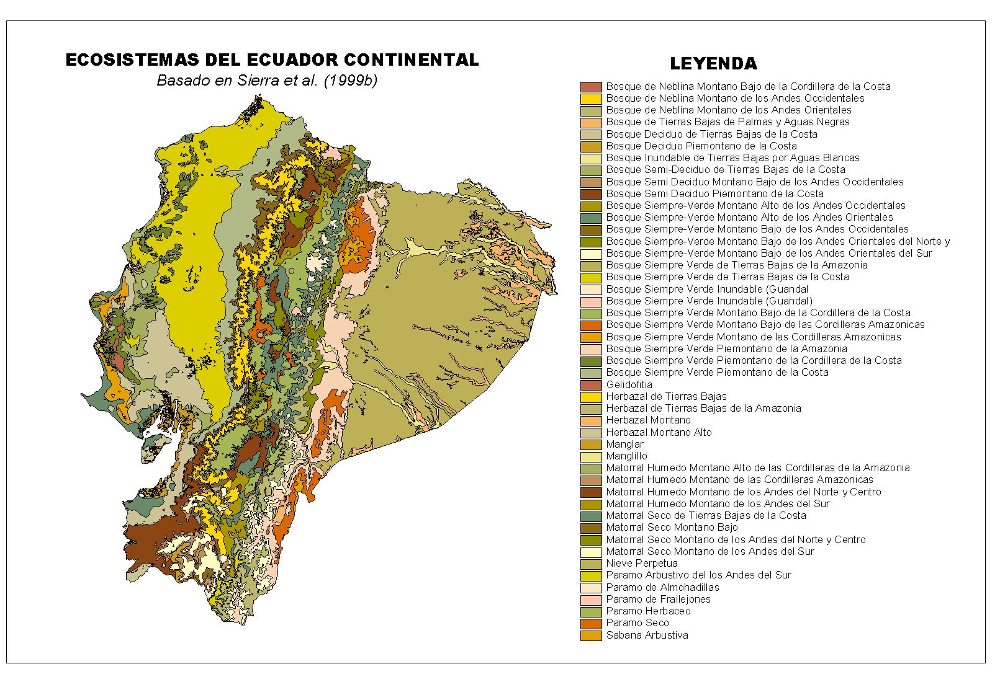 ECOSISTEMAS DEL ECUADOR CONTINENTAL
Basado en Sierra et al. (1999b)
LEYENDA
Bosque de Neblina Montano Bajo de la Cordillera de la Costa
Bosque de Neblina Montano de los Andes Occidentales
Bosque de Neblina Montano de los Andes Orientales
Bosque de Tierras Bajas de Palmas y Aguas Negras
Bosque Deciduo de Tierras Bajas de la Costa
Bosque Deciduo Piemontano de la Costa
Bosque Inundable de Tierras Bajas por Aguas Blancas
Bosque Semi-Deciduo de Tierras Bajas de la Costa
Bosque Semi Deciduo Montano Bajo de los Andes Occidentales
Bosque Semi Deciduo Piemontano de la Costa
Bosque Siempre-Verde Montano Alto de los Andes Occidentales
Bosque Siempre-Verde Montano Alto de los Andes Orientales
Bosque Siempre-Verde Montano Bajo de los Andes Occidentales
Bosque Siempre-Verde Montano Bajo de los Andes Orientales del Norte y
Bosque Siempre-Verde Montano Bajo de los Andes Orientales del Sur
Bosque Siempre Verde de Tierras Bajas de la Amazonia
Bosque Siempre Verde de Tierras Bajas de la Costa
Bosque Siempre Verde Inundable (Guandal
Bosque Siempre Verde Inundable (Guandal)
Bosque Siempre Verde Montano Bajo de la Cordillera de la Costa
Bosque Siempre Verde Montano Bajo de las Cordilleras Amazonicas
Bosque Siempre Verde Montano de las Cordilleras Amazonicas
Bosque Siempre Verde Piemontano de la Amazonia
Bosque Siempre Verde Piemontano de la Cordillera de la Costa
Bosque Siempre Verde Piemontano de la Costa
Gelidofitia
Herbazal de Tierras Bajas
Herbazal de Tierras Bajas de la Amazonia
Herbazal Montano
Herbazal Montano Alto
Manglar
Manglillo
Matorral Humedo Montano Alto de las Cordilleras de la Amazonia
Matorral Humedo Montano de las Cordilleras Amazonicas
Matorral Humedo Montano de los Andes del Norte y Centro
Matorral Humedo Montano de los Andes del Sur
Matorral Seco de Tierras Bajas de la Costa
Matorral Seco Montano Bajo
Matorral Seco Montano de los Andes del Norte y Centro
Matorral Seco Montano de los Andes del Sur
Nieve Perpetua
Paramo Arbustivo del los Andes del Sur
Paramo de Almohadillas
Paramo de Frailejones
Paramo Herbaceo
Paramo Seco
Sabana Arbustiva